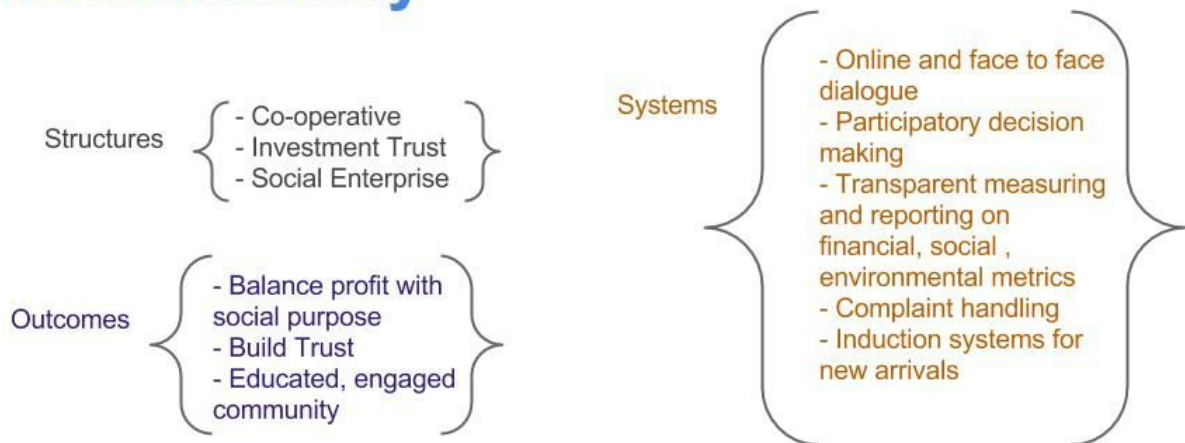 Structures
- Co-operative
- Investment Trust
- Social Enterprise
Outcomes
- Balance profit with
social purpose
- Build Trust
- Educated, engaged
community
Systems
- Online and face to face
dialogue
- Participatory decision
making
- Transparent measuring
and reporting on
financial, social ,
environmental metrics
- Complaint handling
- Induction systems for
new arrivals